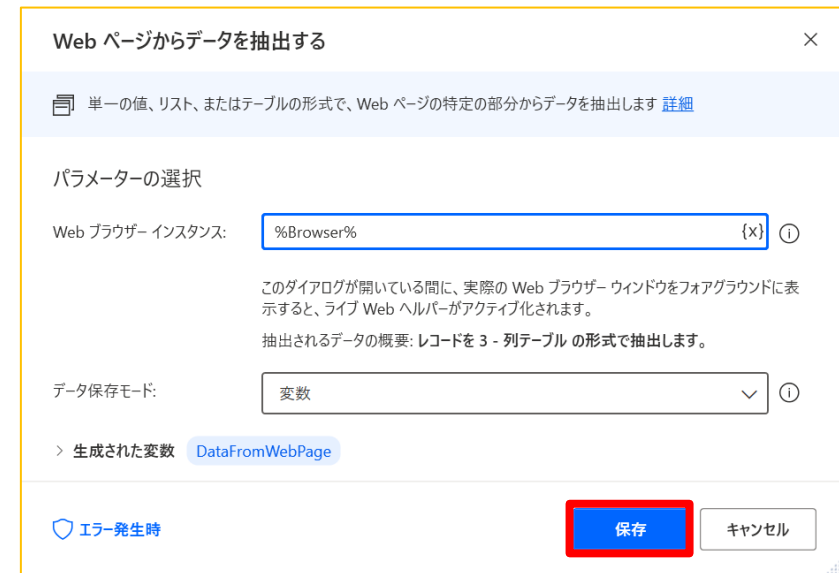 Web ページからデータを抽出する
単一の値、リスト、またはテーブルの形式で、Web ページの特定の部分からデータを抽出します 詳細
パラメーターの選択
Web ブラウザー インスタンス:
%Browser%
{x}
このダイアログが開いている間に、実際の Web ブラウザー ウィンドウをフォアグラウンドに表
示すると、ライブ Web ヘルパーがアクティブ化されます。
抽出されるデータの概要: レコードを 3 - 列テーブル の形式で抽出します。
データ保存モード:
変数
生成された変数 DataFromWebPage
エラー発生時
保存
キャンセル